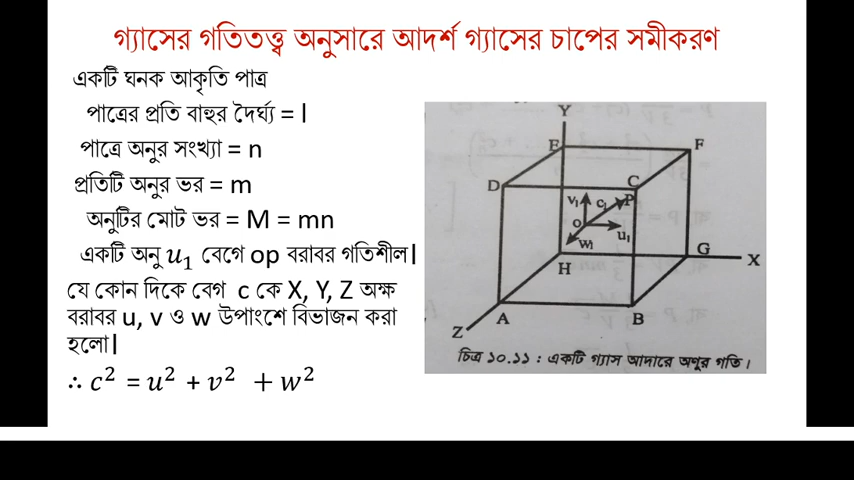 গ্যাসের গতিতত্ত্ব অনুসারে আদর্শ গ্যাসের চাপের সমীকরণ
একটি ঘনক আকৃতি পাত্র
পাত্রের প্রতি বাহুর দৈর্ঘ্য = l
পাত্রে অনুর সংখ্যা = n
প্রতিটি অনুর ভর = m
অনুটির মোট ভর = M = mn
একটি অনু u₁ বেগে op বরাবর গতিশীল।
যে কোন দিকে বেগ c কে X, Y, Z অক্ষ
বরাবর u, v ও w উপাংশে বিভাজন করা
হলো।
∴ c² = u² + v² + w²
Y
E F
D C
v₁ c₁ P
o u₁
w₁
H G X
Z A B
চিত্র ১০.১১ : একটি গ্যাস আদারে অণুর গতি।